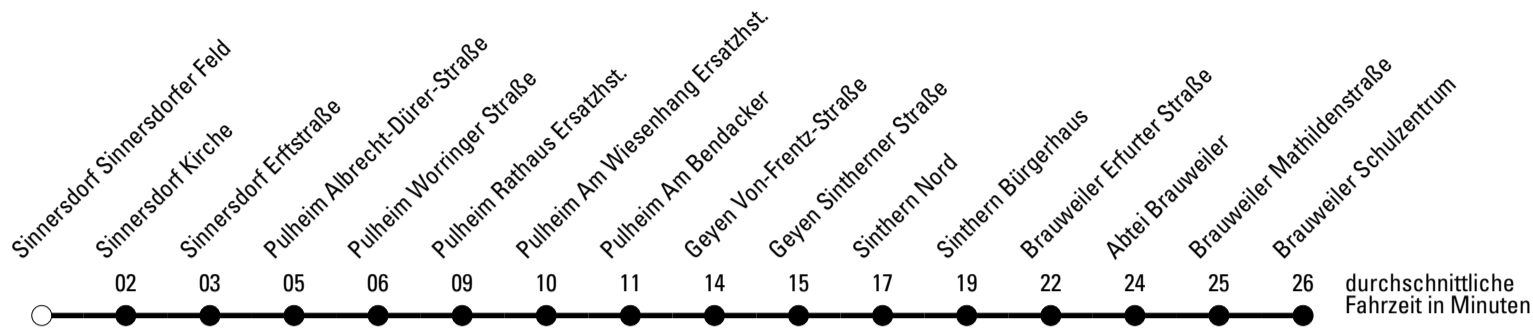 Sinnersdorf Sinnersdorfer Feld
Sinnersdorf Kirche
Sinnersdorf Erftstraße
Pulheim Albrecht-Dürer-Straße
Pulheim Worringer Straße
Pulheim Rathaus Ersatzhst.
Pulheim Am Wiesenhang Ersatzhst.
Pulheim Am Bendacker
Geyen Von-Frentz-Straße
Geyen Sintherner Straße
Sinthern Nord
Sinthern Bürgerhaus
Brauweiler Erfurter Straße
Abtei Brauweiler
Brauweiler Mathildenstraße
Brauweiler Schulzentrum
02 03 05 06 09 10 11 14 15 17 19 22 24 25 26
durchschnittliche
Fahrzeit in Minuten